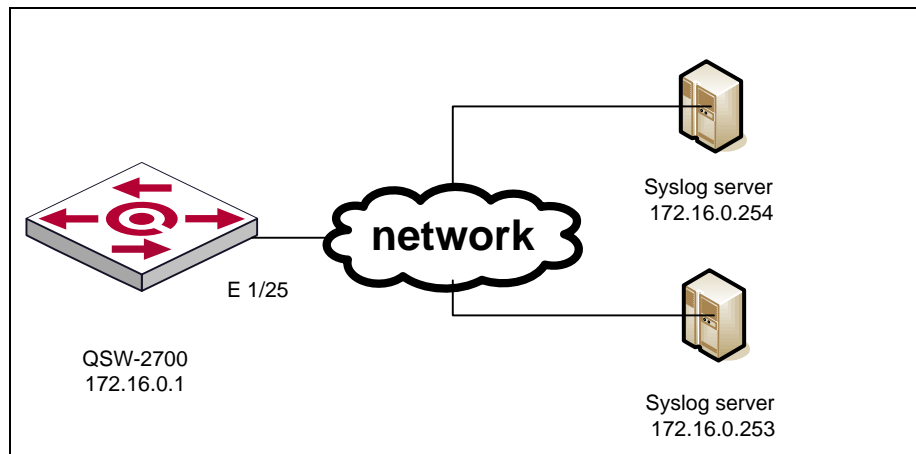 Syslog server
172.16.0.254
network
E 1/25
QSW-2700
172.16.0.1
Syslog server
172.16.0.253